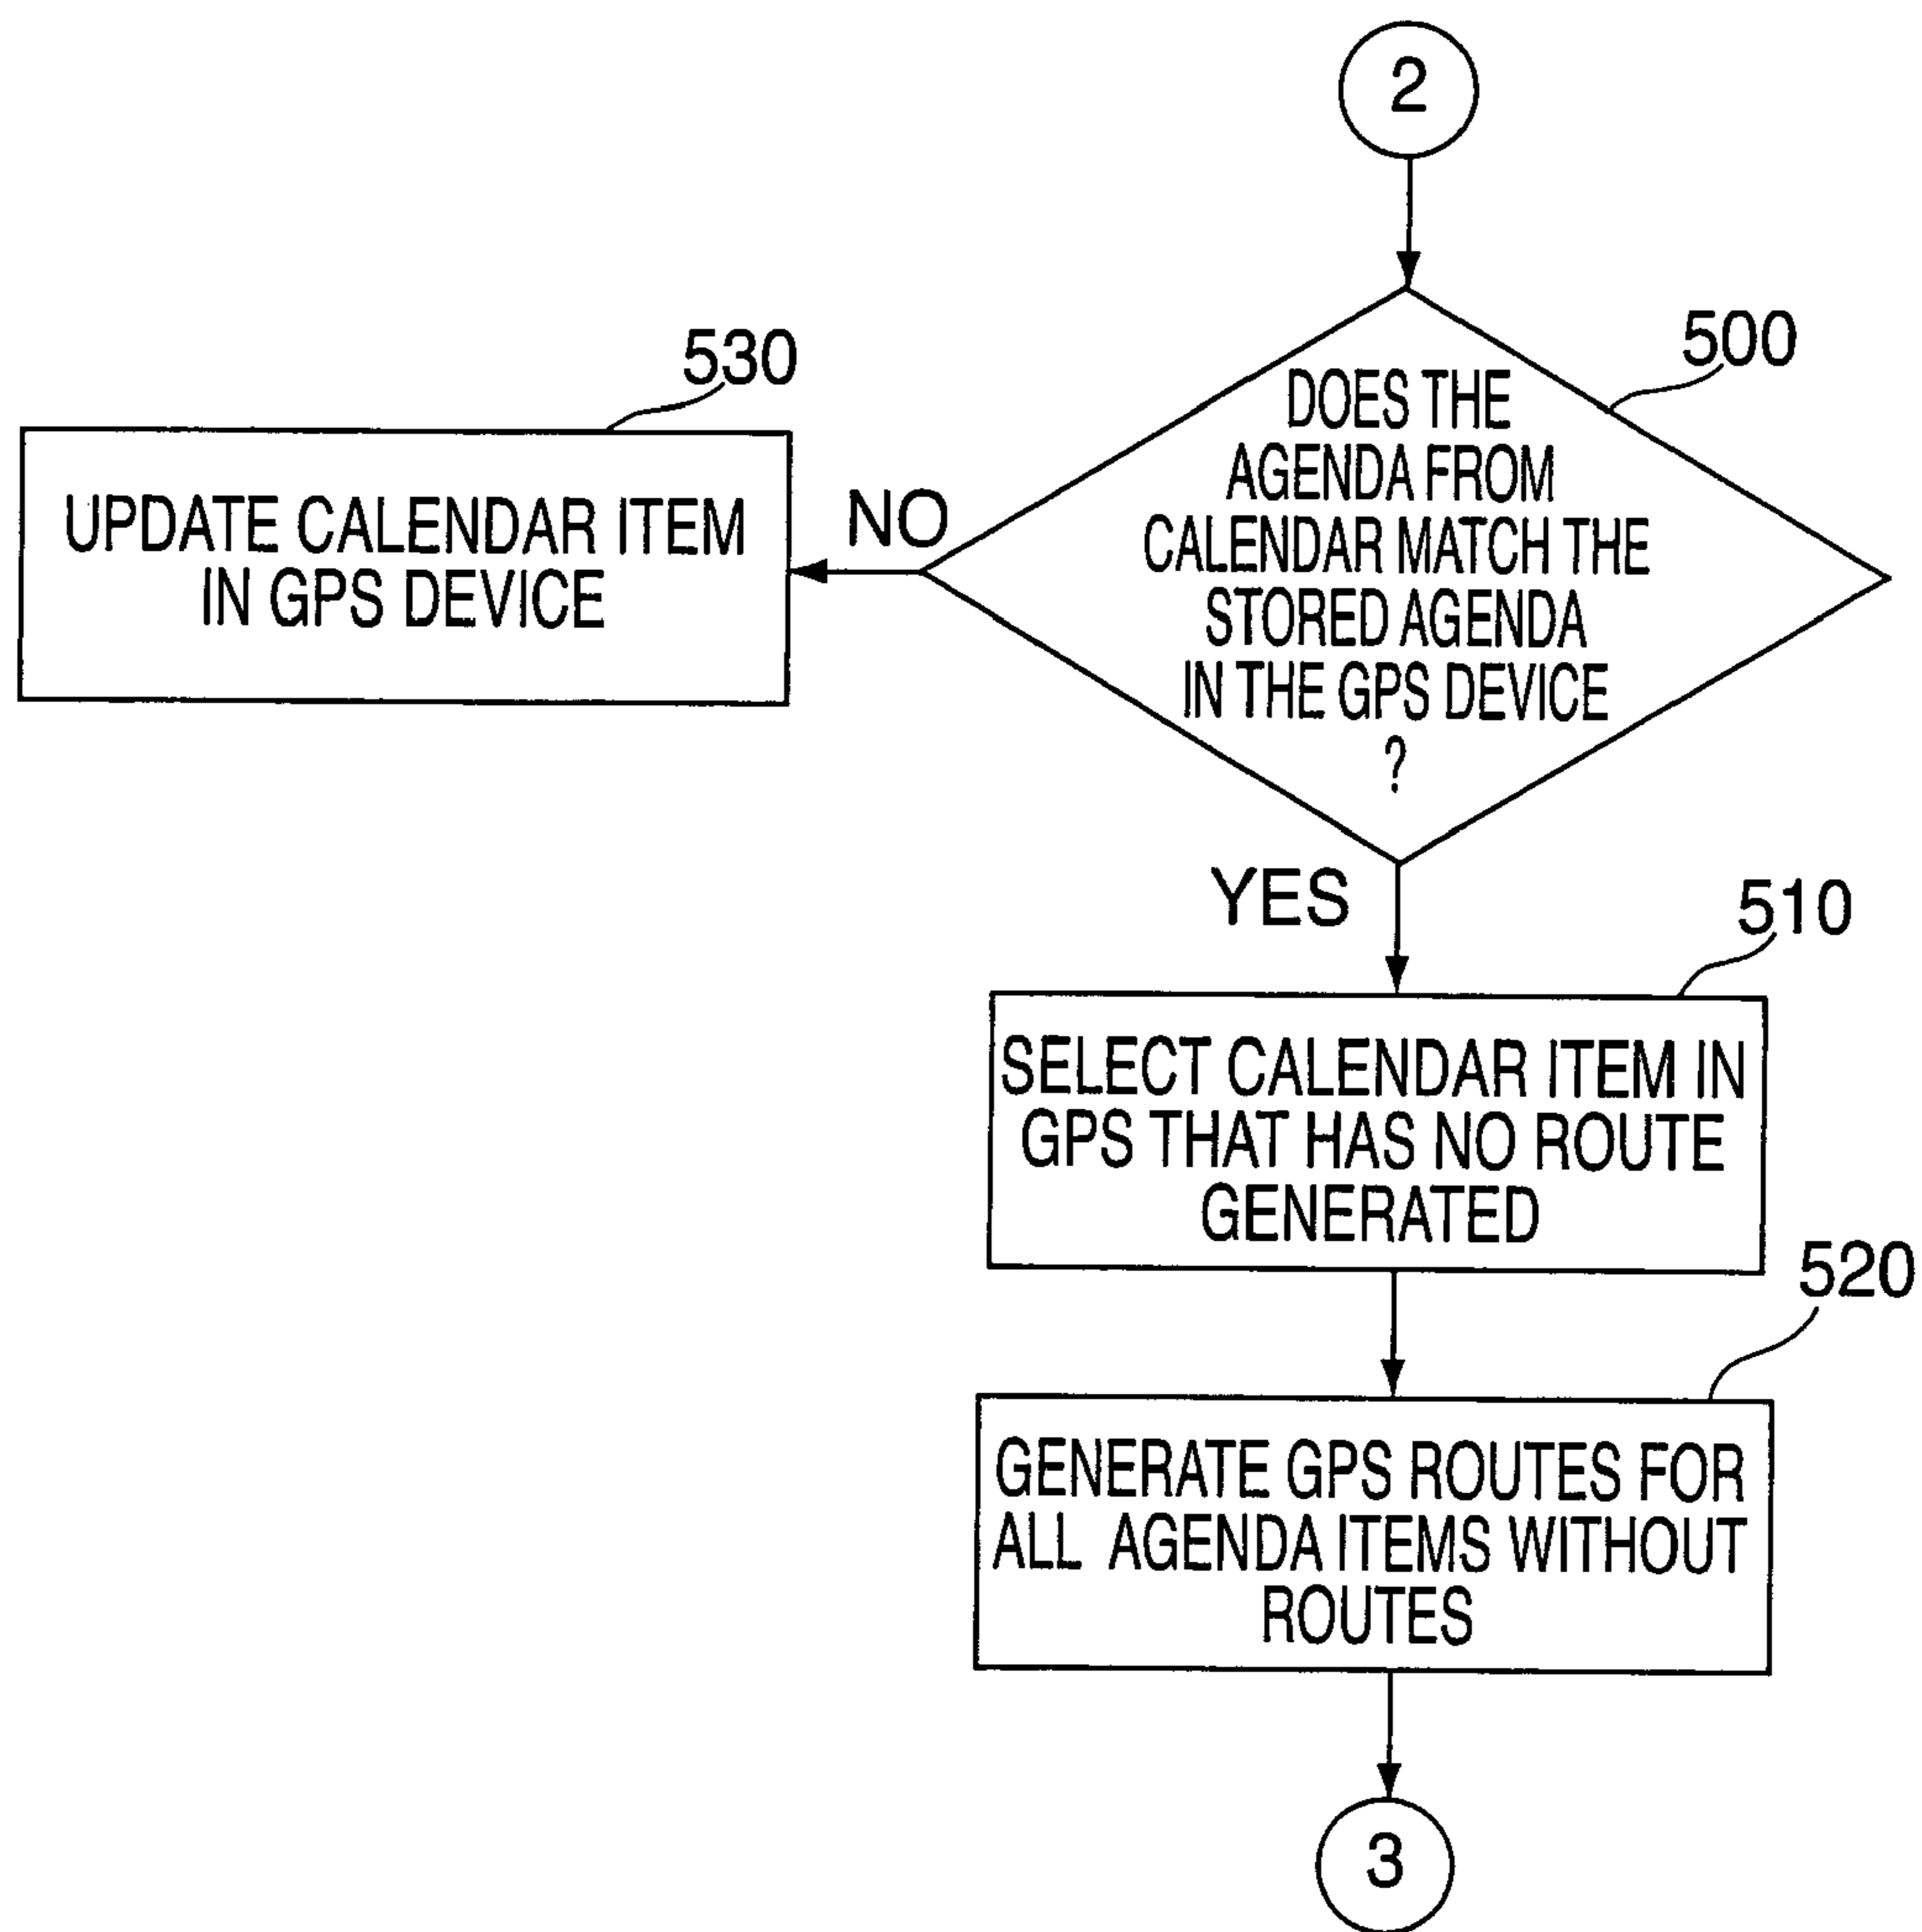 2
500
DOES THE
AGENDA FROM
CALENDAR MATCH THE
STORED AGENDA
IN THE GPS DEVICE
?
530
UPDATE CALENDAR ITEM
IN GPS DEVICE
NO
YES
510
SELECT CALENDAR ITEM IN
GPS THAT HAS NO ROUTE
GENERATED
520
GENERATE GPS ROUTES FOR
ALL AGENDA ITEMS WITHOUT
ROUTES
3